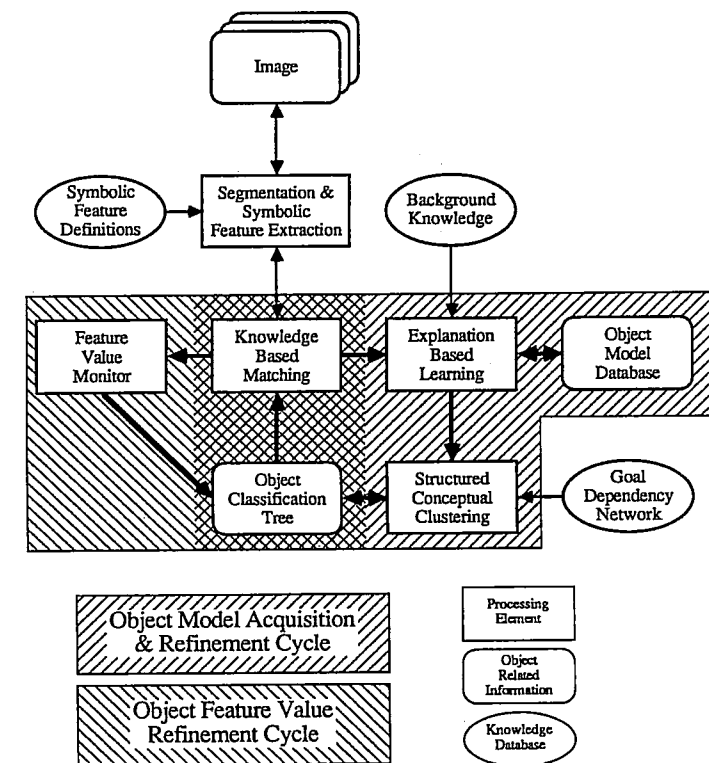 Image
Symbolic
Feature
Definitions
Segmentation &
Symbolic
Feature Extraction
Background
Knowledge
Feature
Value
Monitor
Knowledge
Based
Matching
Explanation
Based
Learning
Object
Model
Database
Object
Classification
Tree
Structured
Conceptual
Clustering
Goal
Dependency
Network
Object Model Acquisition
& Refinement Cycle
Object Feature Value
Refinement Cycle
Processing
Element
Object
Related
Information
Knowledge
Database